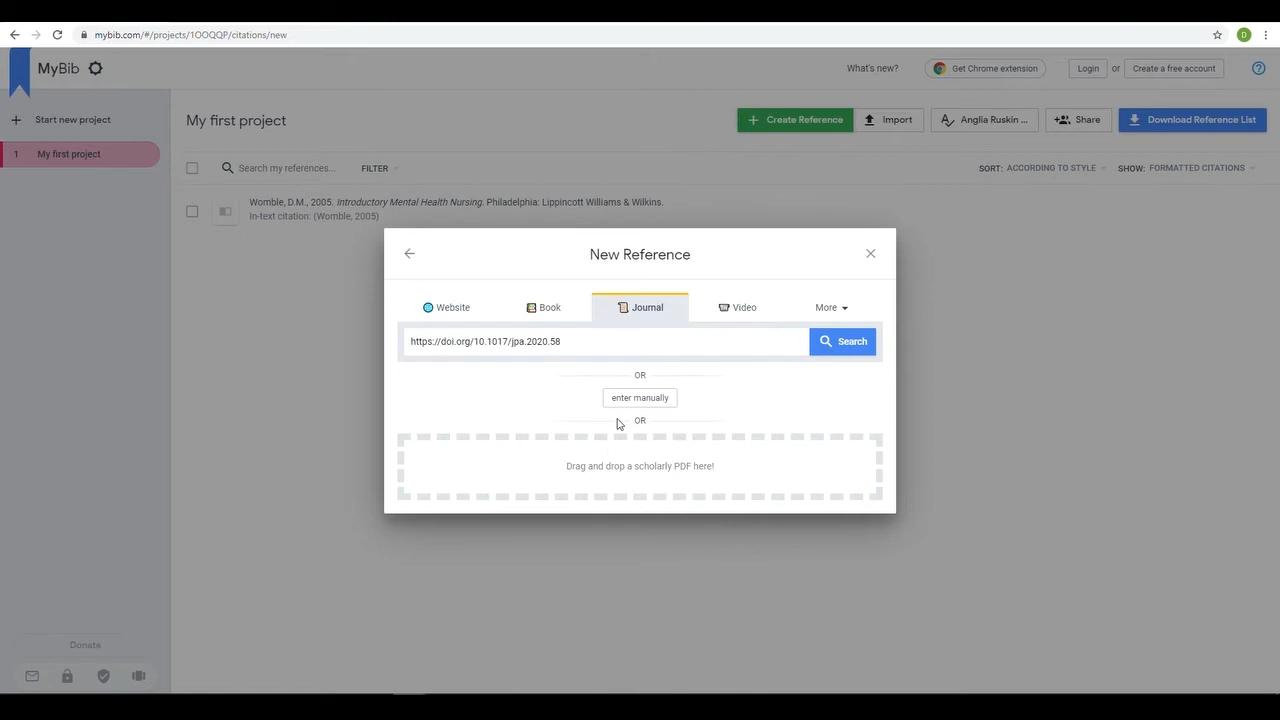 mybib.com/#/projects/1OOQQP/citations/new
D
MyBib
What's new?
Get Chrome extension
Login
or
Create a free account
Start new project
My first project
Create Reference
Import
Anglia Ruskin ...
Share
Download Reference List
1 My first project
Search my references...
FILTER
SORT: ACCORDING TO STYLE
SHOW: FORMATTED CITATIONS
Womble, D.M., 2005. Introductory Mental Health Nursing. Philadelphia: Lippincott Williams & Wilkins.
In-text citation: (Womble, 2005)
New Reference
Website
Book
Journal
Video
More
https://doi.org/10.1017/jpa.2020.58
Search
OR
enter manually
OR
Drag and drop a scholarly PDF here!
Donate